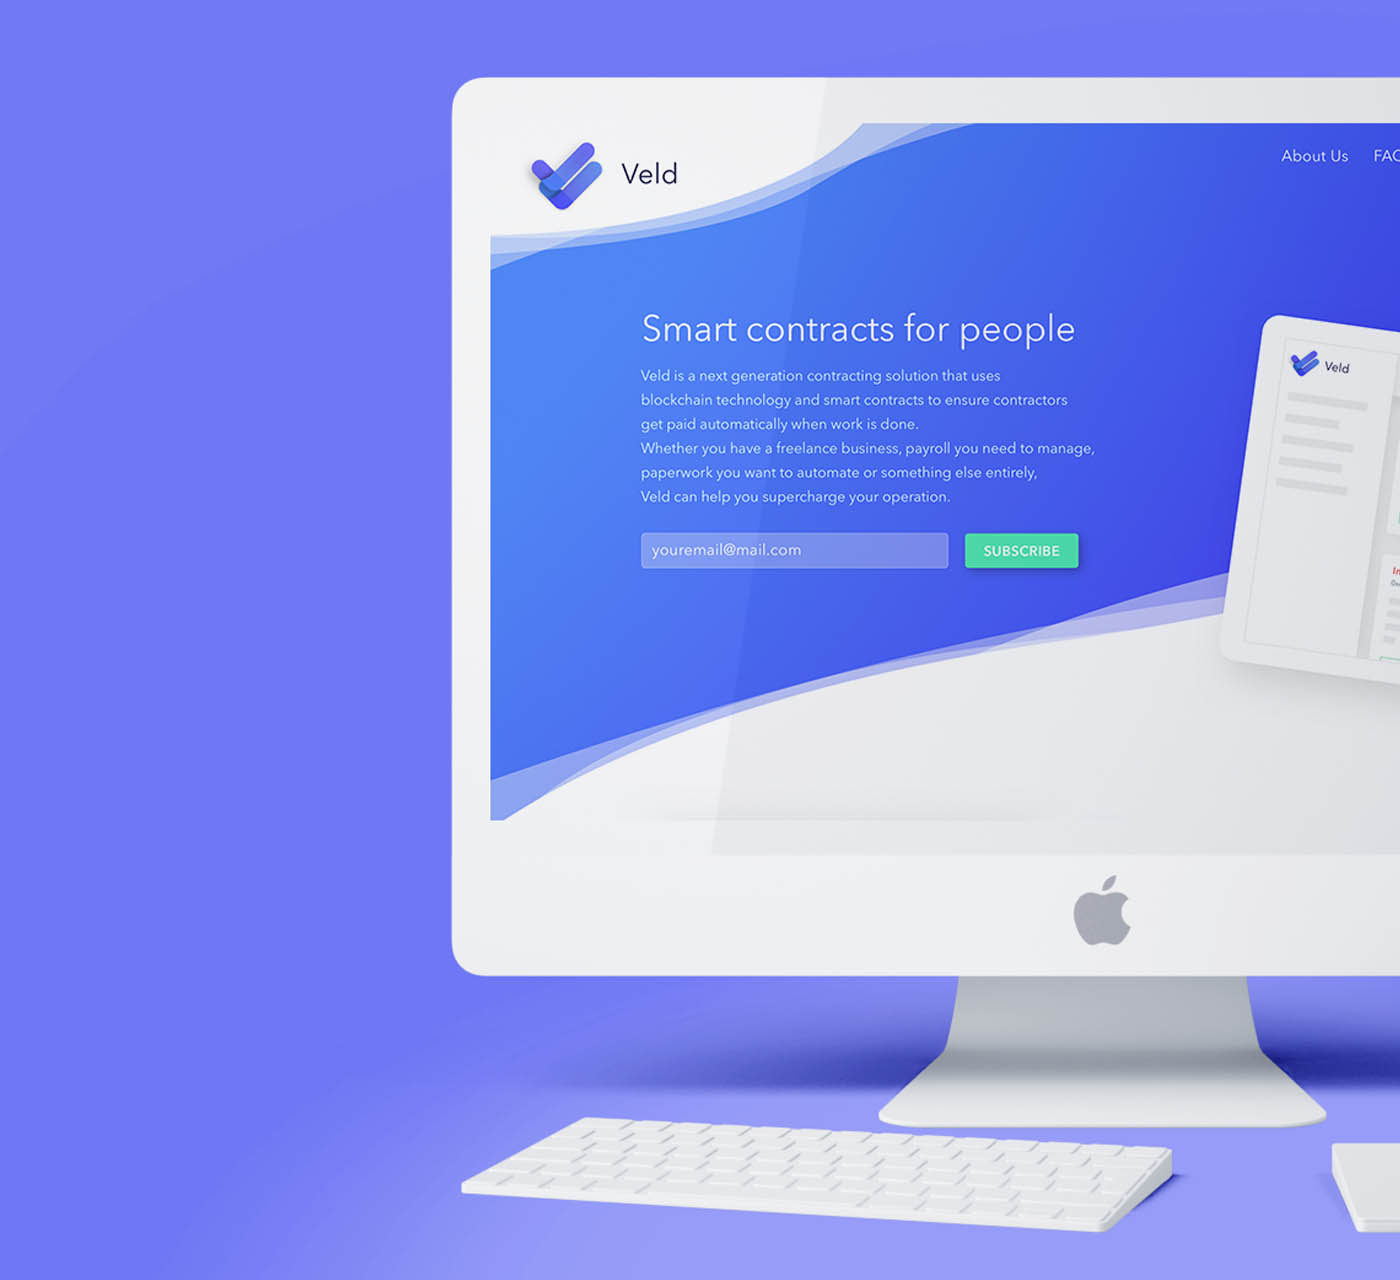 Veld
About Us
Smart contracts for people
Veld is a next generation contracting solution that uses
blockchain technology and smart contracts to ensure contractors
get paid automatically when work is done.
Whether you have a freelance business, payroll you need to manage,
paperwork you want to automate or something else entirely,
Veld can help you supercharge your operation.
youremail@mail.com
SUBSCRIBE
Veld